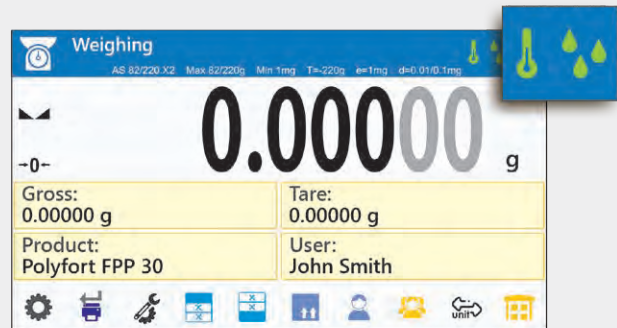 Weighing
AS 82/220.X2 Max 82/220g Min 1mg T=-220g e=1mg d=0.01/0.1mg
0.00000 g
→0←
Gross:
0.00000 g
Tare:
0.00000 g
Product:
Polyfort FPP 30
User:
John Smith
unit